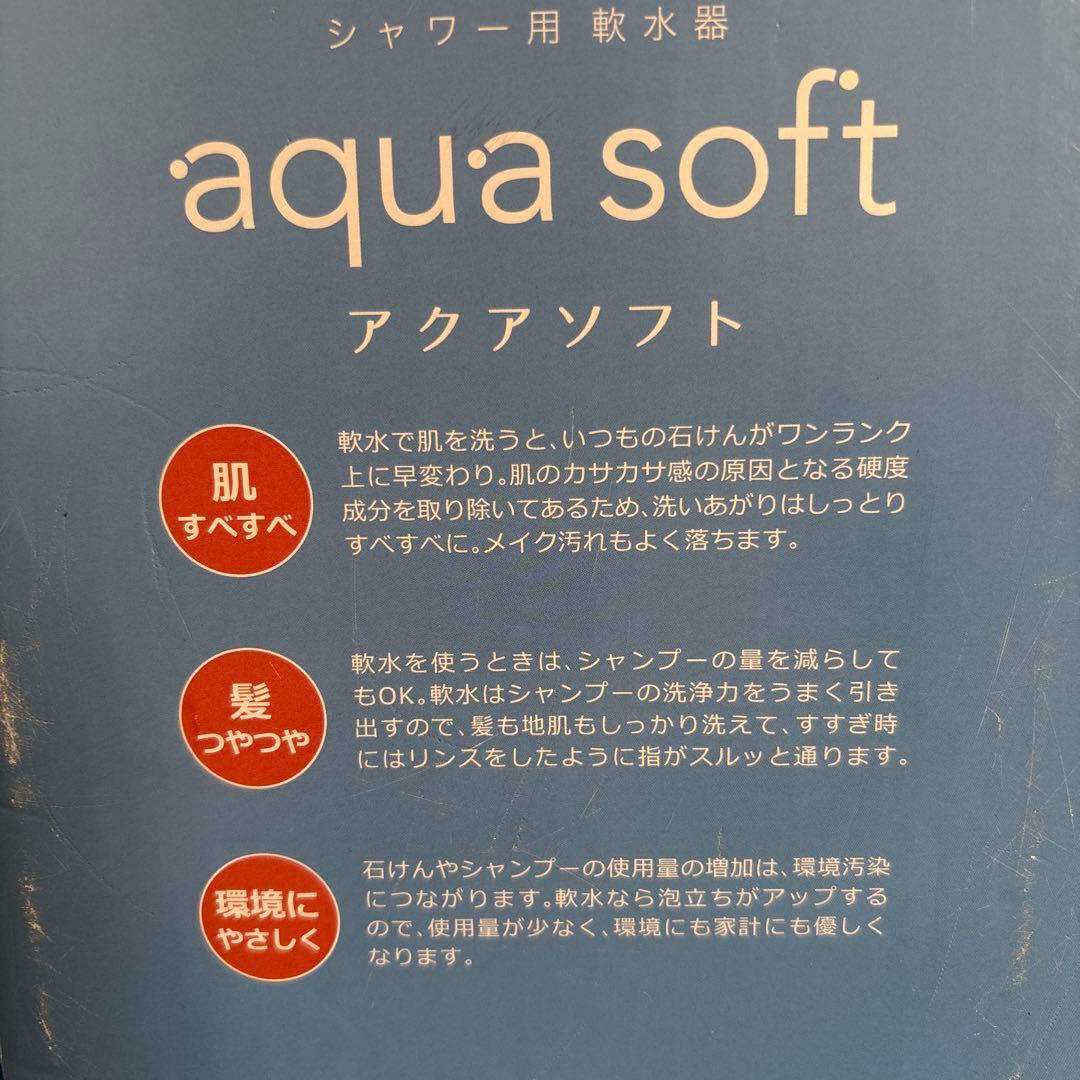 シャワー用 軟水器
aqua soft
アクアソフト
肌
すべすべ
軟水で肌を洗うと、いつもの石けんがワンランク
上に早変わり。肌のカサカサ感の原因となる硬度
成分を取り除いてあるため、洗いあがりはしっとり
すべすべに。メイク汚れもよく落ちます。
髪
つやつや
軟水を使うときは、シャンプーの量を減らして
もOK。軟水はシャンプーの洗浄力をうまく引き
出すので、髪も地肌もしっかり洗えて、すすぎ時
にはリンスをしたように指がスルッと通ります。
環境に
やさしく
石けんやシャンプーの使用量の増加は、環境汚染
につながります。軟水なら泡立ちがアップする
ので、使用量が少なく、環境にも家計にも優しく
なります。